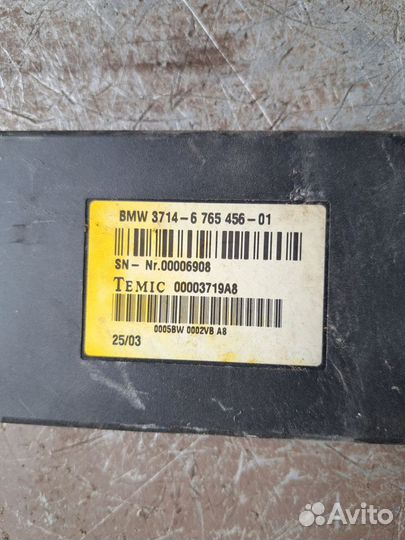 BMW 3714-6 765 456-01
SN- Nr.00006908
TEMIC 00003719A8
0005BW 0002VB A8
25/03
Avito